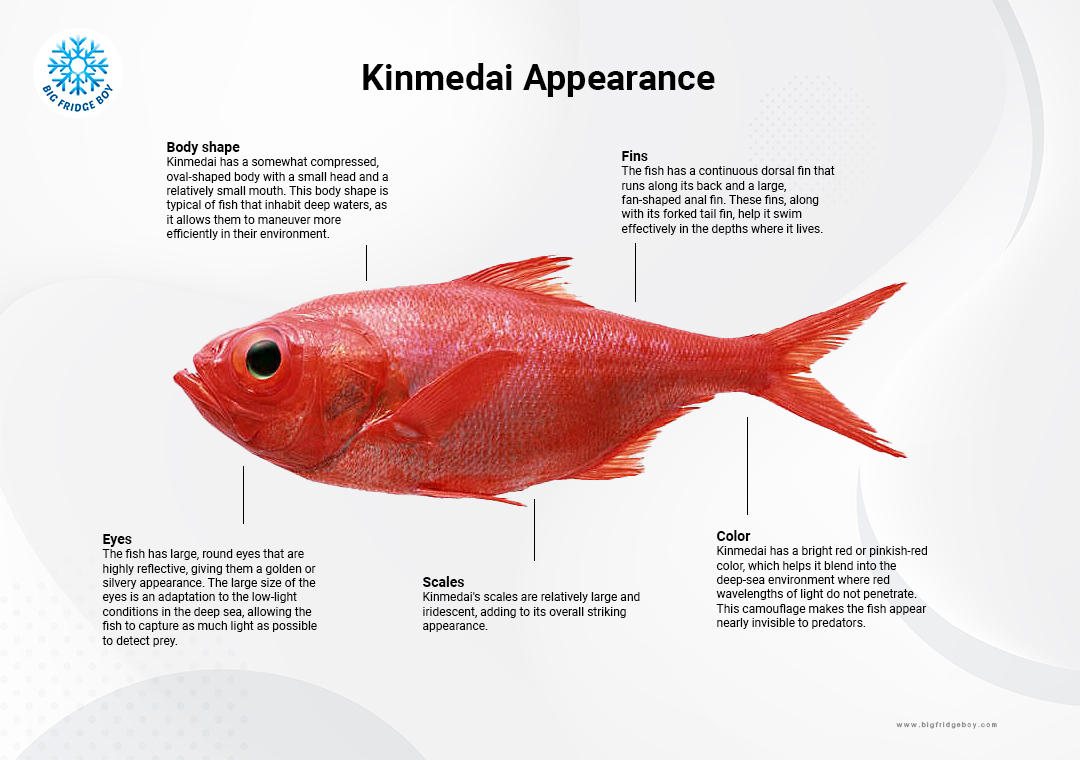 BIG FRIDGE BOY
Kinmedai Appearance
Body shape
Kinmedai has a somewhat compressed,
oval-shaped body with a small head and a
relatively small mouth. This body shape is
typical of fish that inhabit deep waters, as
it allows them to maneuver more
efficiently in their environment.
Fins
The fish has a continuous dorsal fin that
runs along its back and a large,
fan-shaped anal fin. These fins, along
with its forked tail fin, help it swim
effectively in the depths where it lives.
Eyes
The fish has large, round eyes that are
highly reflective, giving them a golden or
silvery appearance. The large size of the
eyes is an adaptation to the low-light
conditions in the deep sea, allowing the
fish to capture as much light as possible
to detect prey.
Scales
Kinmedai's scales are relatively large and
iridescent, adding to its overall striking
appearance.
Color
Kinmedai has a bright red or pinkish-red
color, which helps it blend into the
deep-sea environment where red
wavelengths of light do not penetrate.
This camouflage makes the fish appear
nearly invisible to predators.
www.bigfridgeboy.com